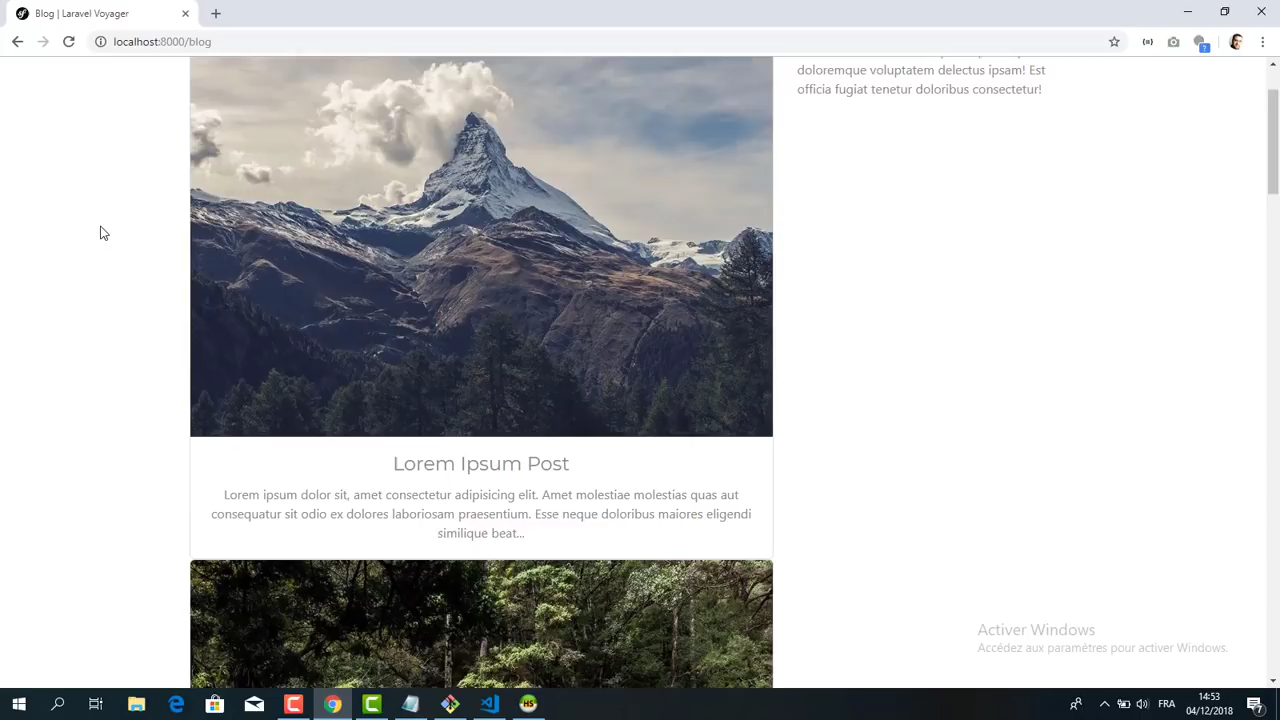 Blog | Laravel Voyager
localhost:8000/blog
doloremque voluptatem delectus ipsam! Est
officia fugiat tenetur doloribus consectetur!
Lorem Ipsum Post
Lorem ipsum dolor sit, amet consectetur adipisicing elit. Amet molestiae molestias quas aut
consequatur sit odio ex dolores laboriosam praesentium. Esse neque doloribus maiores eligendi
similique beat...
Activer Windows
Accédez aux paramètres pour activer Windows.
FRA
14:53
04/12/2018
7